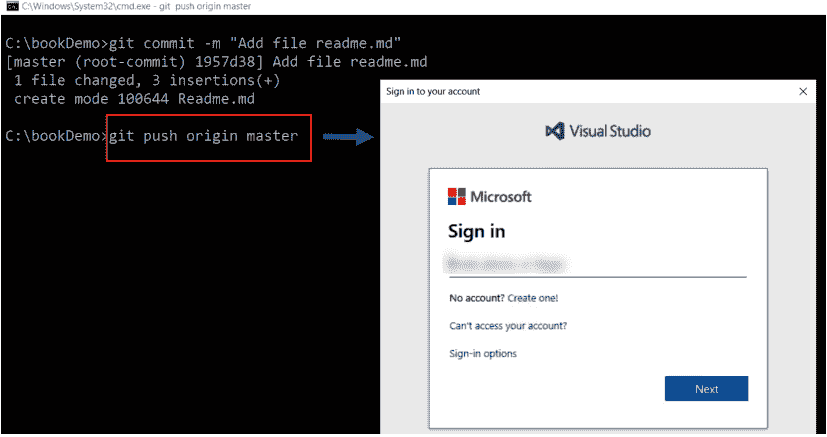 C:\Windows\System32\cmd.exe - git push origin master
C:\bookDemo>git commit -m "Add file readme.md"
[master (root-commit) 1957d38] Add file readme.md
 1 file changed, 3 insertions(+)
 create mode 100644 Readme.md
C:\bookDemo>git push origin master
Sign in to your account
Visual Studio
Microsoft
Sign in
No account? Create one!
Can't access your account?
Sign-in options
Next